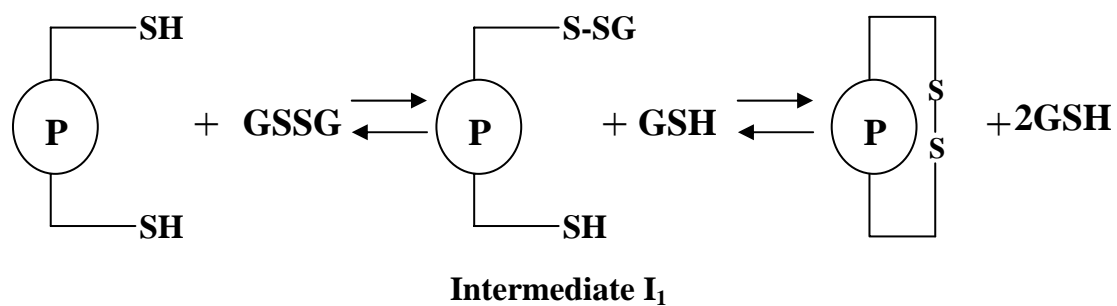 SH S-SG
P + GSSG P + GSH P S S + 2GSH
SH SH
Intermediate I₁